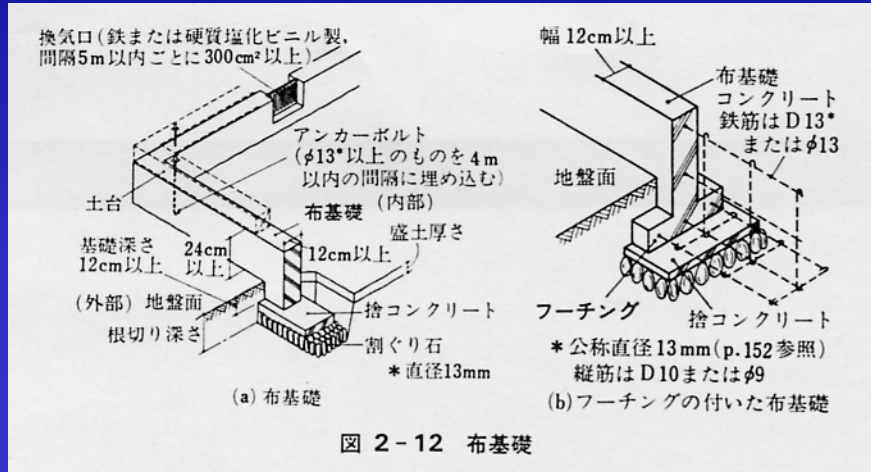 換気口(鉄または硬質塩化ビニル製,
間隔5m以内ごとに300cm²以上)
アンカーボルト
(φ13*以上のものを4m
以内の間隔に埋め込む)
土台
布基礎
(内部)
盛土厚さ
基礎深さ
12cm以上
24cm
以上
12cm以上
(外部)
地盤面
根切り深さ
捨コンクリート
割ぐり石
*直径13mm
(a)布基礎
幅12cm以上
布基礎
コンクリート
鉄筋はD13*
またはφ13
地盤面
フーチング
捨コンクリート
*公称直径13mm(p.152参照)
縦筋はD10またはφ9
(b)フーチングの付いた布基礎
図 2-12 布基礎